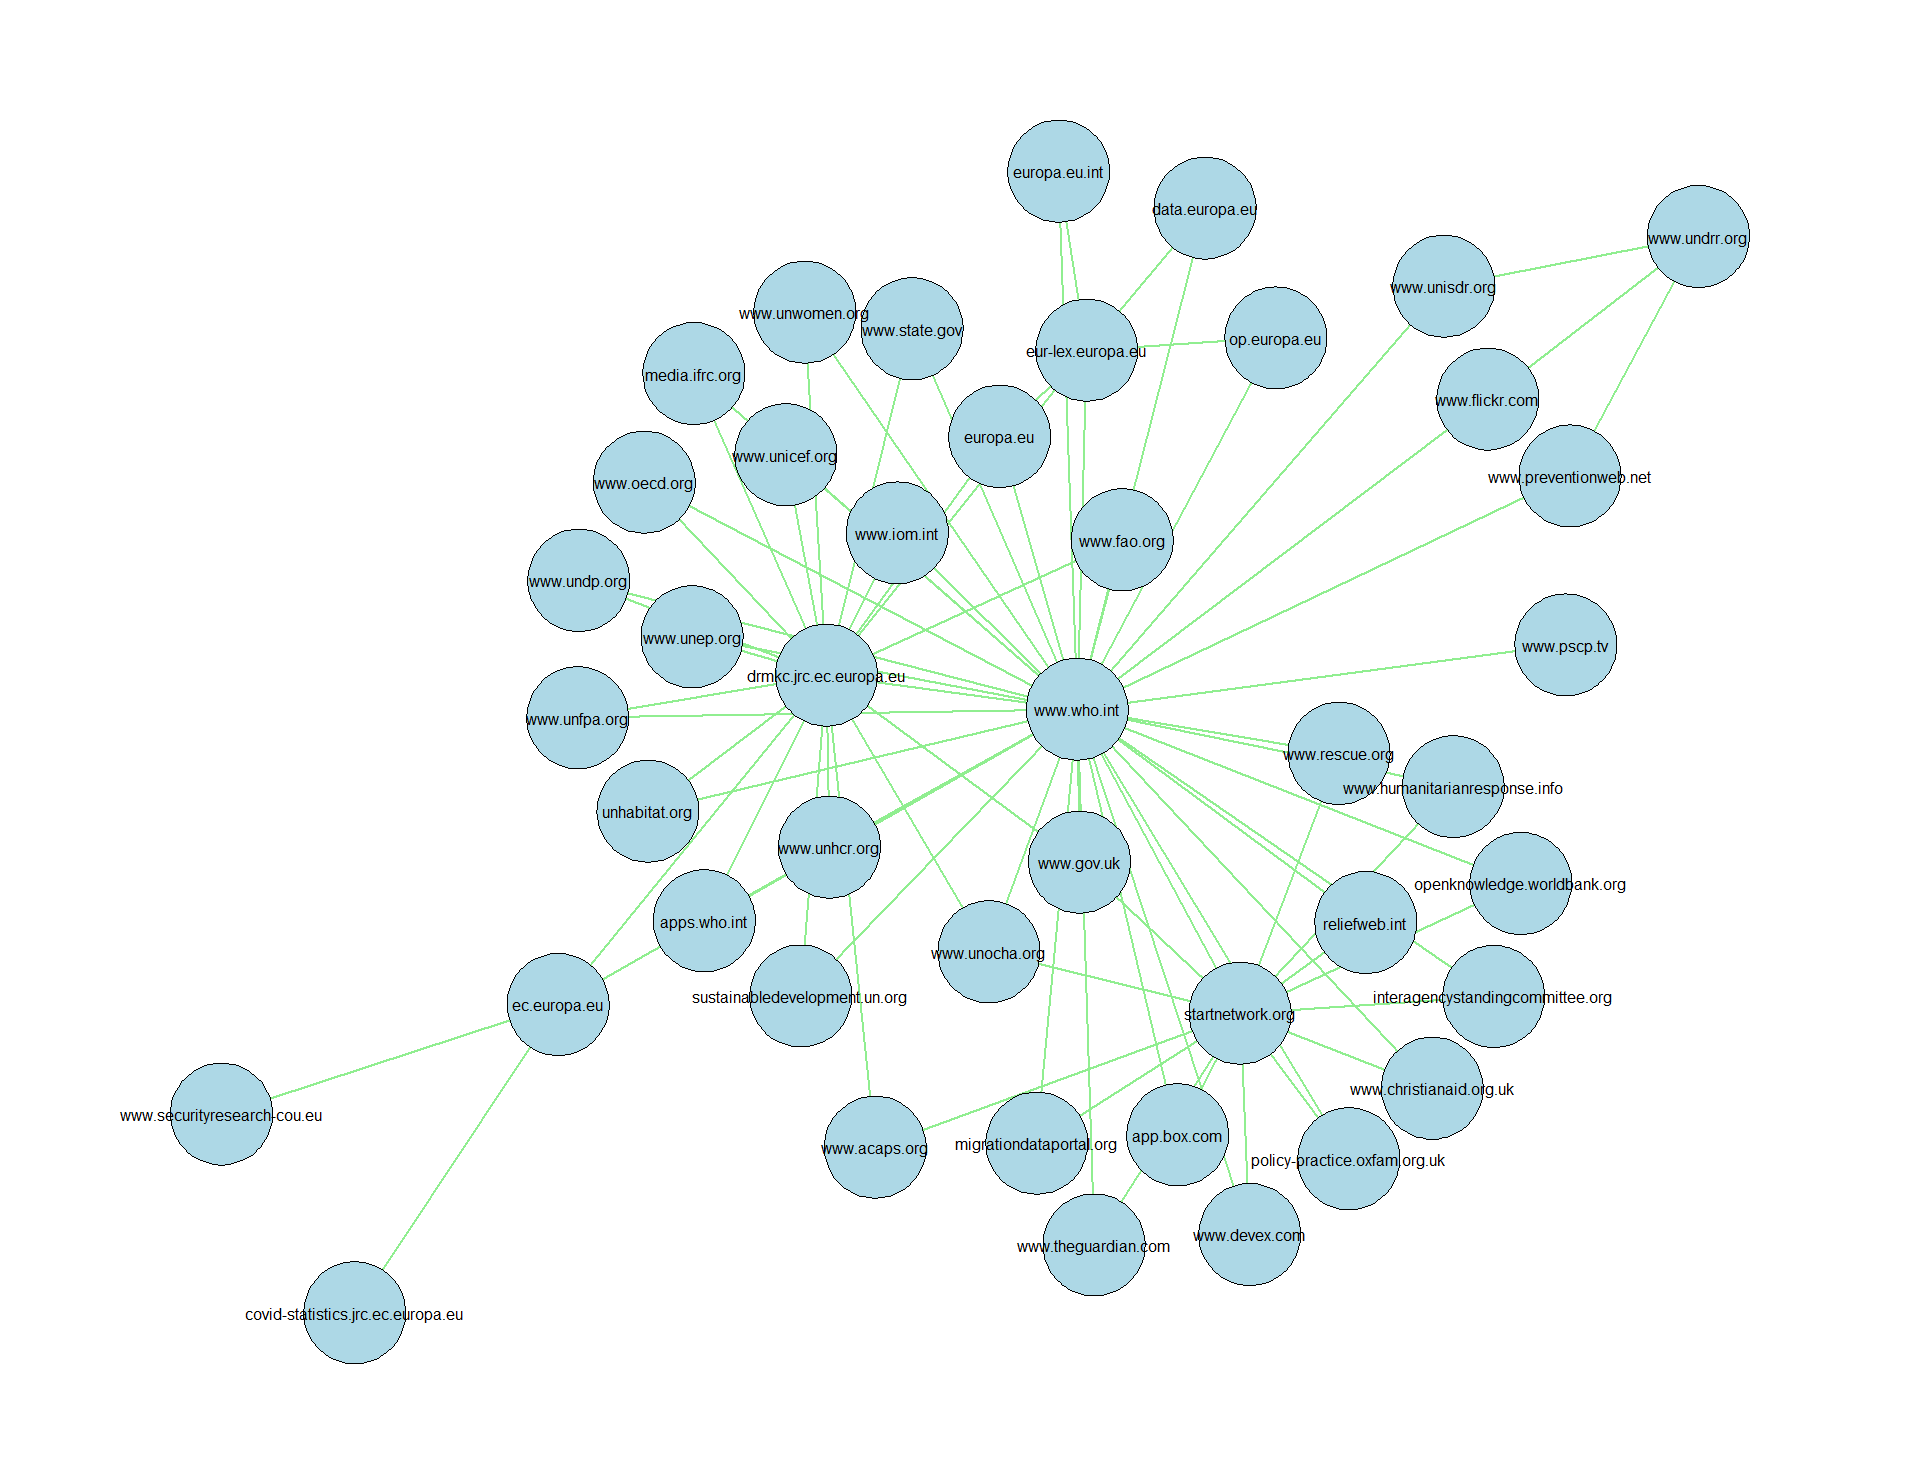 europa.eu.int
data.europa.eu
www.undrr.org
www.unisdr.org
www.unwomen.org
www.state.gov
op.europa.eu
eur-lex.europa.eu
media.ifrc.org
www.flickr.com
europa.eu
www.unicef.org
www.preventionweb.net
www.oecd.org
www.iom.int
www.fao.org
www.undp.org
www.unep.org
www.pscp.tv
drmkc.jrc.ec.europa.eu
www.who.int
www.unfpa.org
www.rescue.org
www.humanitarianresponse.info
unhabitat.org
www.unhcr.org
www.gov.uk
openknowledge.worldbank.org
apps.who.int
reliefweb.int
www.unocha.org
sustainabledevelopment.un.org
interagencystandingcommittee.org
ec.europa.eu
startnetwork.org
www.christianaid.org.uk
www.securityresearch-cou.eu
app.box.com
migrationdataportal.org
www.acaps.org
policy-practice.oxfam.org.uk
www.devex.com
www.theguardian.com
covid-statistics.jrc.ec.europa.eu